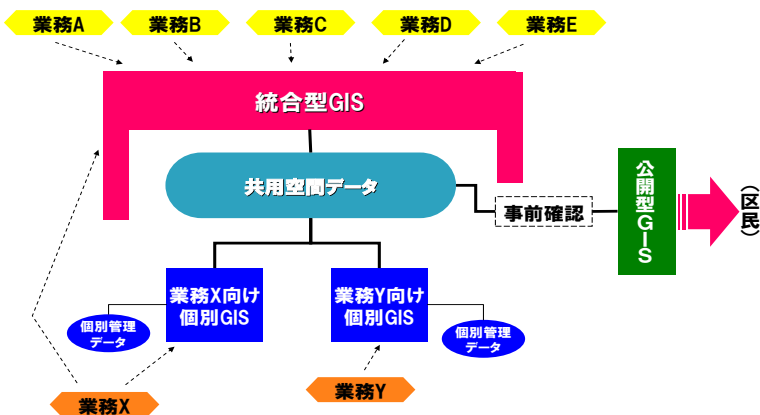 業務A
業務B
業務C
業務D
業務E
統合型GIS
共用空間データ
事前確認
公開型GIS
(区民)
業務X向け
個別GIS
業務Y向け
個別GIS
個別管理
データ
個別管理
データ
業務X
業務Y